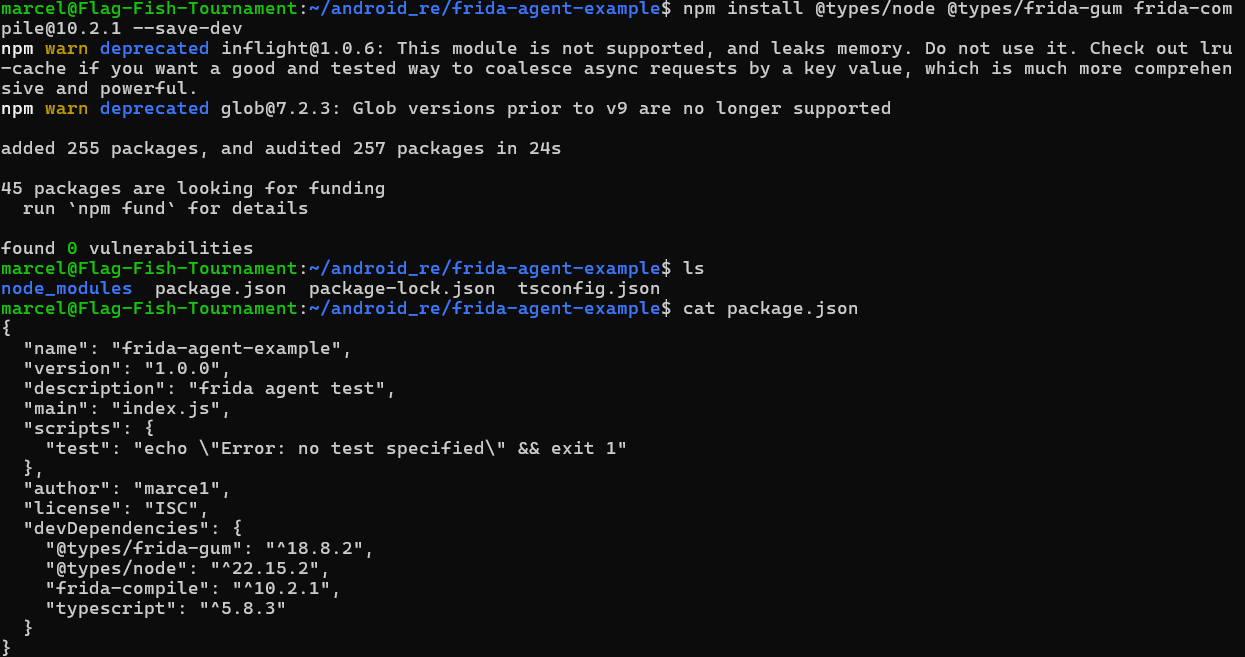 marcel@Flag-Fish-Tournament:~/android_re/frida-agent-example$ npm install @types/node @types/frida-gum frida-com
pile@10.2.1 --save-dev
npm warn deprecated inflight@1.0.6: This module is not supported, and leaks memory. Do not use it. Check out lru
-cache if you want a good and tested way to coalesce async requests by a key value, which is much more comprehen
sive and powerful.
npm warn deprecated glob@7.2.3: Glob versions prior to v9 are no longer supported

added 255 packages, and audited 257 packages in 24s

45 packages are looking for funding
  run `npm fund` for details

found 0 vulnerabilities
marcel@Flag-Fish-Tournament:~/android_re/frida-agent-example$ ls
node_modules  package.json  package-lock.json  tsconfig.json
marcel@Flag-Fish-Tournament:~/android_re/frida-agent-example$ cat package.json
{
  "name": "frida-agent-example",
  "version": "1.0.0",
  "description": "frida agent test",
  "main": "index.js",
  "scripts": {
    "test": "echo \"Error: no test specified\" && exit 1"
  },
  "author": "marce1",
  "license": "ISC",
  "devDependencies": {
    "@types/frida-gum": "^18.8.2",
    "@types/node": "^22.15.2",
    "frida-compile": "^10.2.1",
    "typescript": "^5.8.3"
  }
}